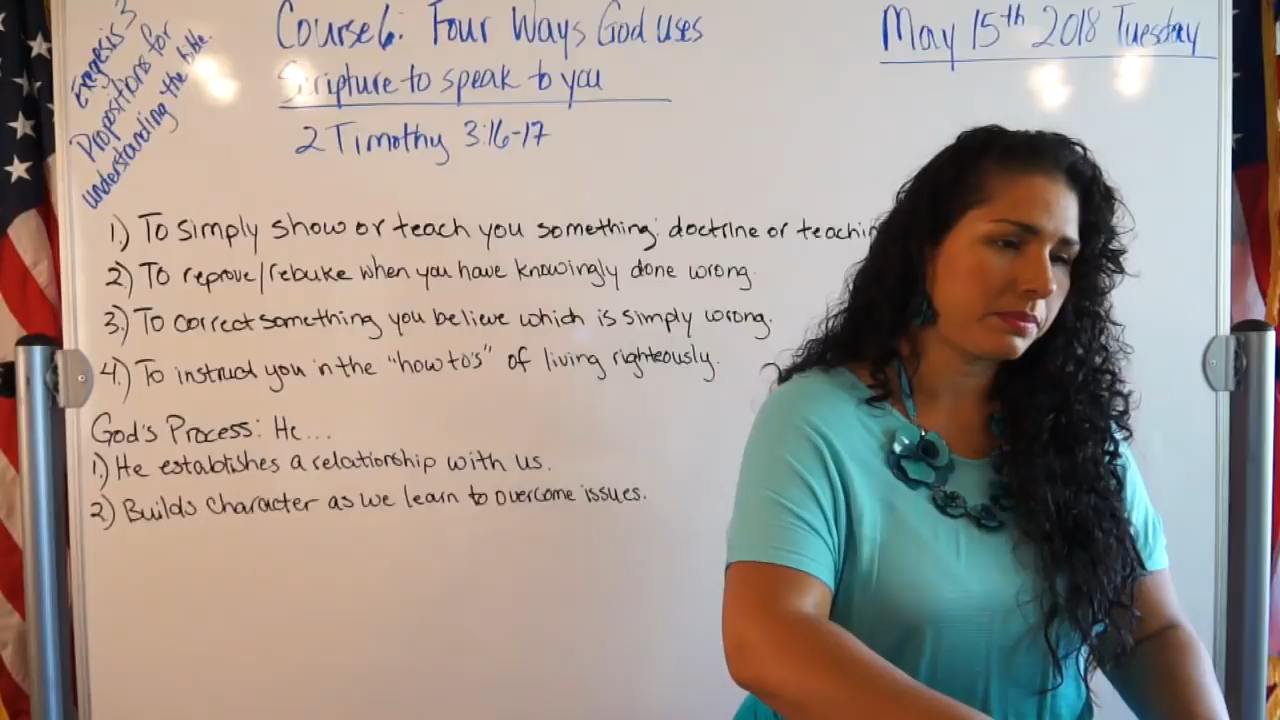 Exegesis 3
Propositions for
understanding the bible.
Course 6: Four Ways God uses
Scripture to speak to you
2 Timothy 3:16-17
May 15th 2018 Tuesday
1.) To simply show or teach you something: doctrine or teachin
2.) To reprove/rebuke when you have knowingly done wrong.
3.) To correct something you believe which is simply wrong.
4.) To instruct you in the "how to's" of living righteously.
God's Process: He...
1.) He establishes a relationship with us.
2.) Builds Character as we learn to overcome issues.